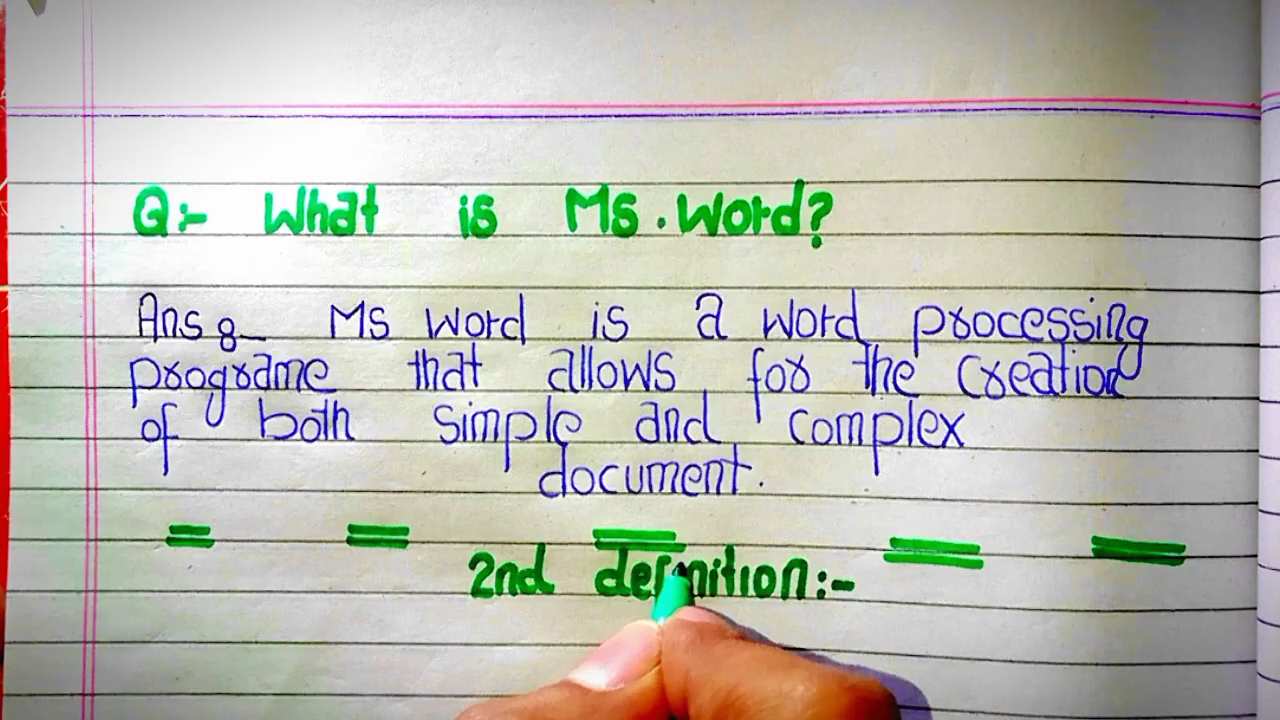 Q:- What is Ms. Word?
Ans 8- Ms word is a word processing
programe that allows for the creation
of both simple and complex
document.
2nd definition:-